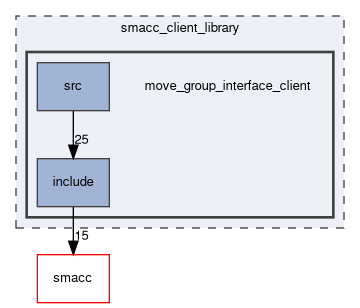 smacc_client_library
src
move_group_interface_client
25
include
15
smacc